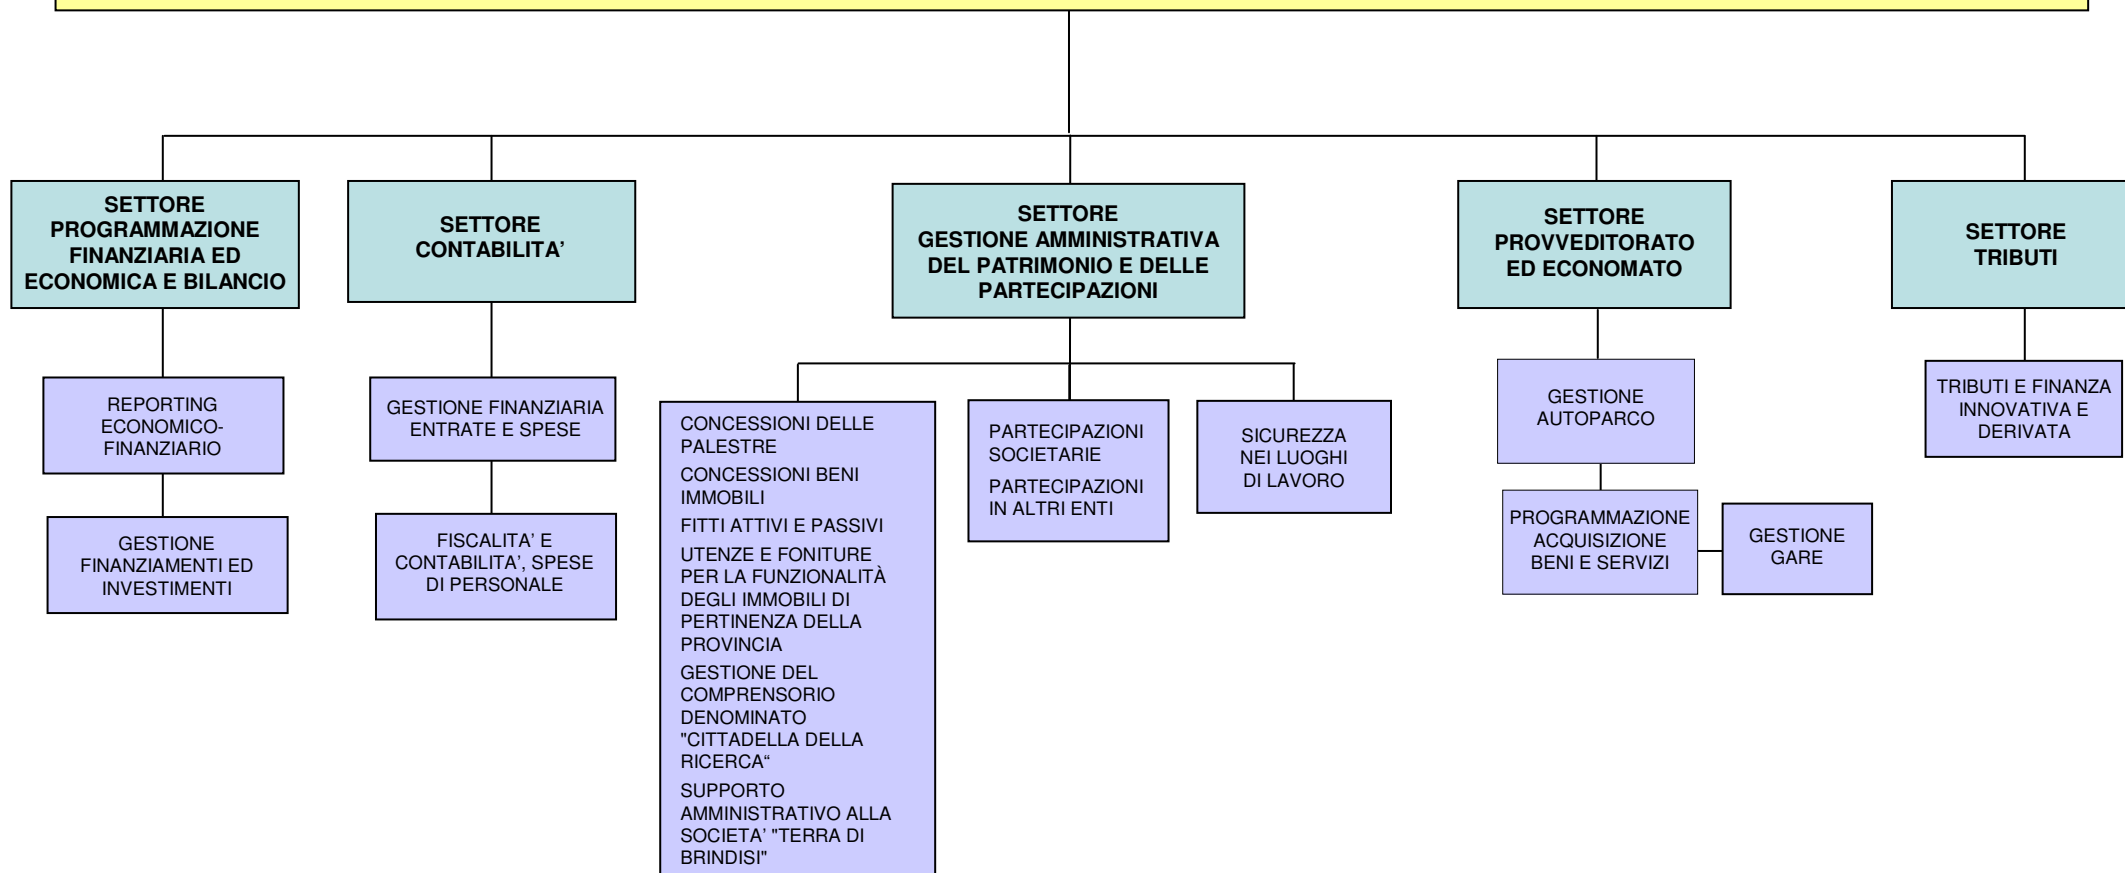 SETTORE
PROGRAMMAZIONE
FINANZIARIA ED
ECONOMICA E BILANCIO
SETTORE
CONTABILITA’
SETTORE
GESTIONE AMMINISTRATIVA
DEL PATRIMONIO E DELLE
PARTECIPAZIONI
SETTORE
PROVVEDITORATO
ED ECONOMATO
SETTORE
TRIBUTI
REPORTING
ECONOMICO-
FINANZIARIO
GESTIONE
FINANZIAMENTI ED
INVESTIMENTI
GESTIONE FINANZIARIA
ENTRATE E SPESE
FISCALITA’ E
CONTABILITA’, SPESE
DI PERSONALE
CONCESSIONI DELLE
PALESTRE
CONCESSIONI BENI
IMMOBILI
FITTI ATTIVI E PASSIVI
UTENZE E FONITURE
PER LA FUNZIONALITÀ
DEGLI IMMOBILI DI
PERTINENZA DELLA
PROVINCIA
GESTIONE DEL
COMPRENSORIO
DENOMINATO
"CITTADELLA DELLA
RICERCA“
SUPPORTO
AMMINISTRATIVO ALLA
SOCIETA’ "TERRA DI
BRINDISI"
PARTECIPAZIONI
SOCIETARIE
PARTECIPAZIONI
IN ALTRI ENTI
SICUREZZA
NEI LUOGHI
DI LAVORO
GESTIONE
AUTOPARCO
PROGRAMMAZIONE
ACQUISIZIONE
BENI E SERVIZI
GESTIONE
GARE
TRIBUTI E FINANZA
INNOVATIVA E
DERIVATA